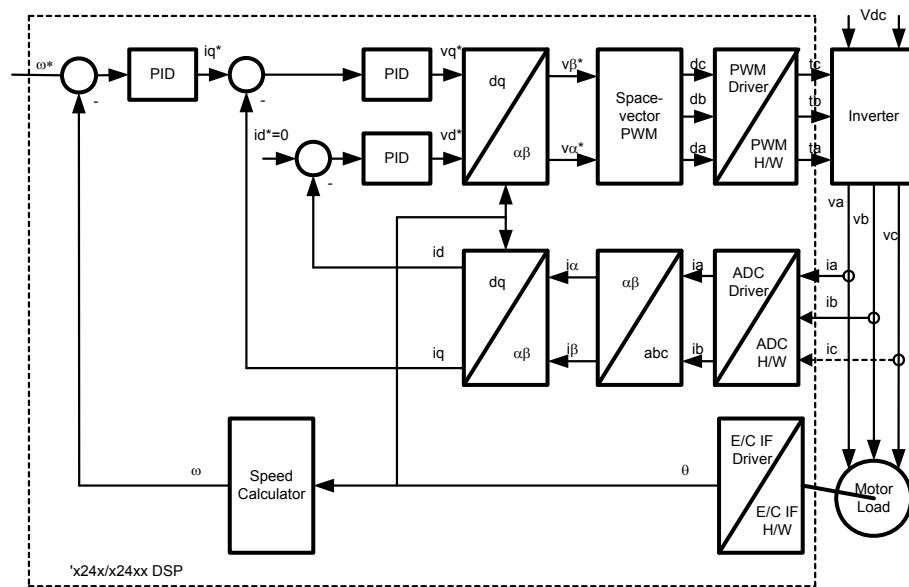 Vdc
ω*
PID
iq*
-
PID
vq*
dq
αβ
vβ*
vα*
Space-
vector
PWM
dc
db
da
PWM
Driver
PWM
H/W
tc
tb
ta
Inverter
id*=0
-
PID
vd*
va
vb
vc
-
id
iq
dq
αβ
iα
iβ
αβ
abc
ia
ib
ADC
Driver
ADC
H/W
ia
ib
ic
ω
Speed
Calculator
θ
E/C IF
Driver
E/C IF
H/W
Motor
Load
'x24x/x24xx DSP